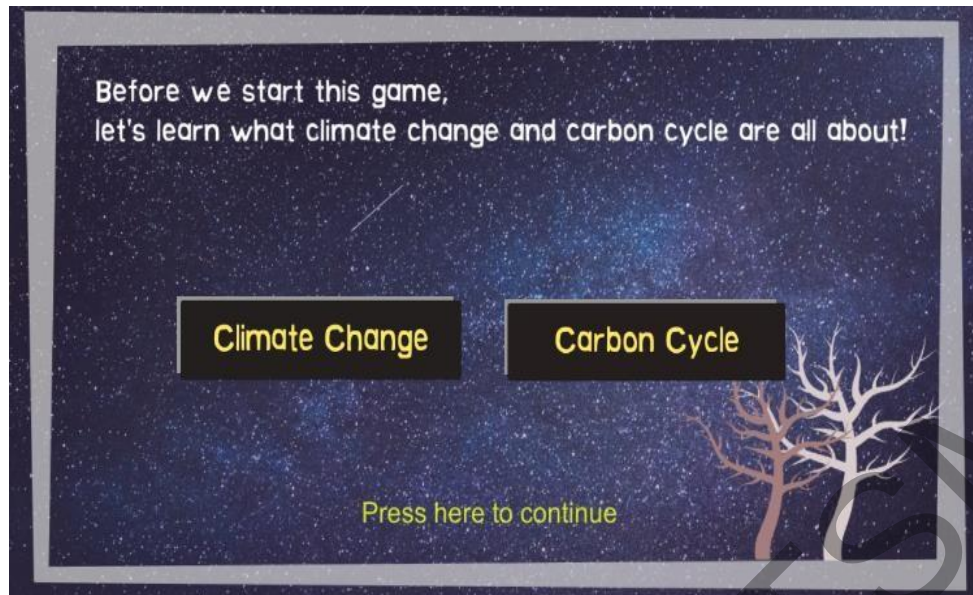 Before we start this game,
let's learn what climate change and carbon cycle are all about!
Climate Change
Carbon Cycle
Press here to continue